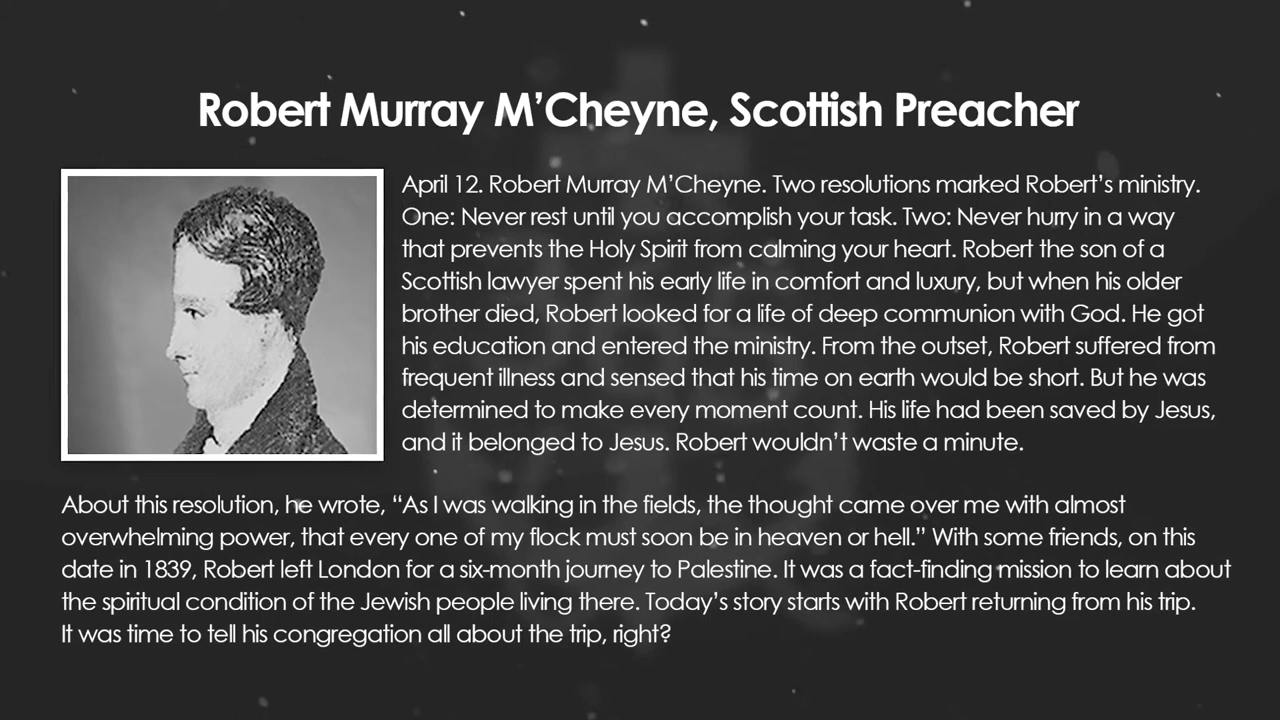 Robert Murray M’Cheyne, Scottish Preacher
April 12. Robert Murray M’Cheyne. Two resolutions marked Robert’s ministry.
One: Never rest until you accomplish your task. Two: Never hurry in a way
that prevents the Holy Spirit from calming your heart. Robert the son of a
Scottish lawyer spent his early life in comfort and luxury, but when his older
brother died, Robert looked for a life of deep communion with God. He got
his education and entered the ministry. From the outset, Robert suffered from
frequent illness and sensed that his time on earth would be short. But he was
determined to make every moment count. His life had been saved by Jesus,
and it belonged to Jesus. Robert wouldn’t waste a minute.
About this resolution, he wrote, “As I was walking in the fields, the thought came over me with almost
overwhelming power, that every one of my flock must soon be in heaven or hell.” With some friends, on this
date in 1839, Robert left London for a six-month journey to Palestine. It was a fact-finding mission to learn about
the spiritual condition of the Jewish people living there. Today’s story starts with Robert returning from his trip.
It was time to tell his congregation all about the trip, right?